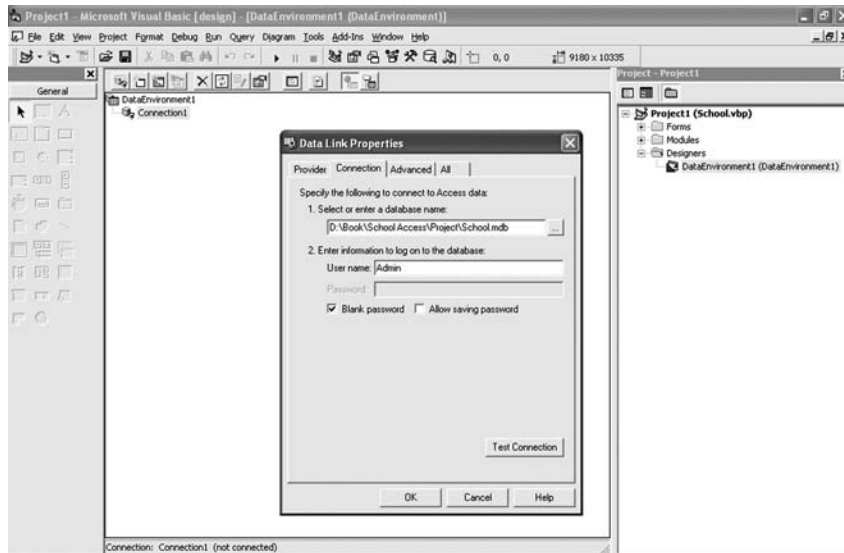 Project1 - Microsoft Visual Basic [design] - [DataEnvironment1 (DataEnvironment)]
File Edit View Project Format Debug Run Query Diagram Tools Add-Ins Window Help
0, 0
9180 x 10335
General
DataEnvironment1
Connection1
Data Link Properties
Provider Connection Advanced All
Specify the following to connect to Access data:
1. Select or enter a database name:
D:\Book\School Access\Project\School.mdb
...
2. Enter information to log on to the database:
User name: Admin
Password:
Blank password Allow saving password
Test Connection
OK Cancel Help
Connection: Connection1 (not connected)
Project - Project1
Project1 (School.vbp)
Forms
Modules
Designers
DataEnvironment1 (DataEnvironment1)